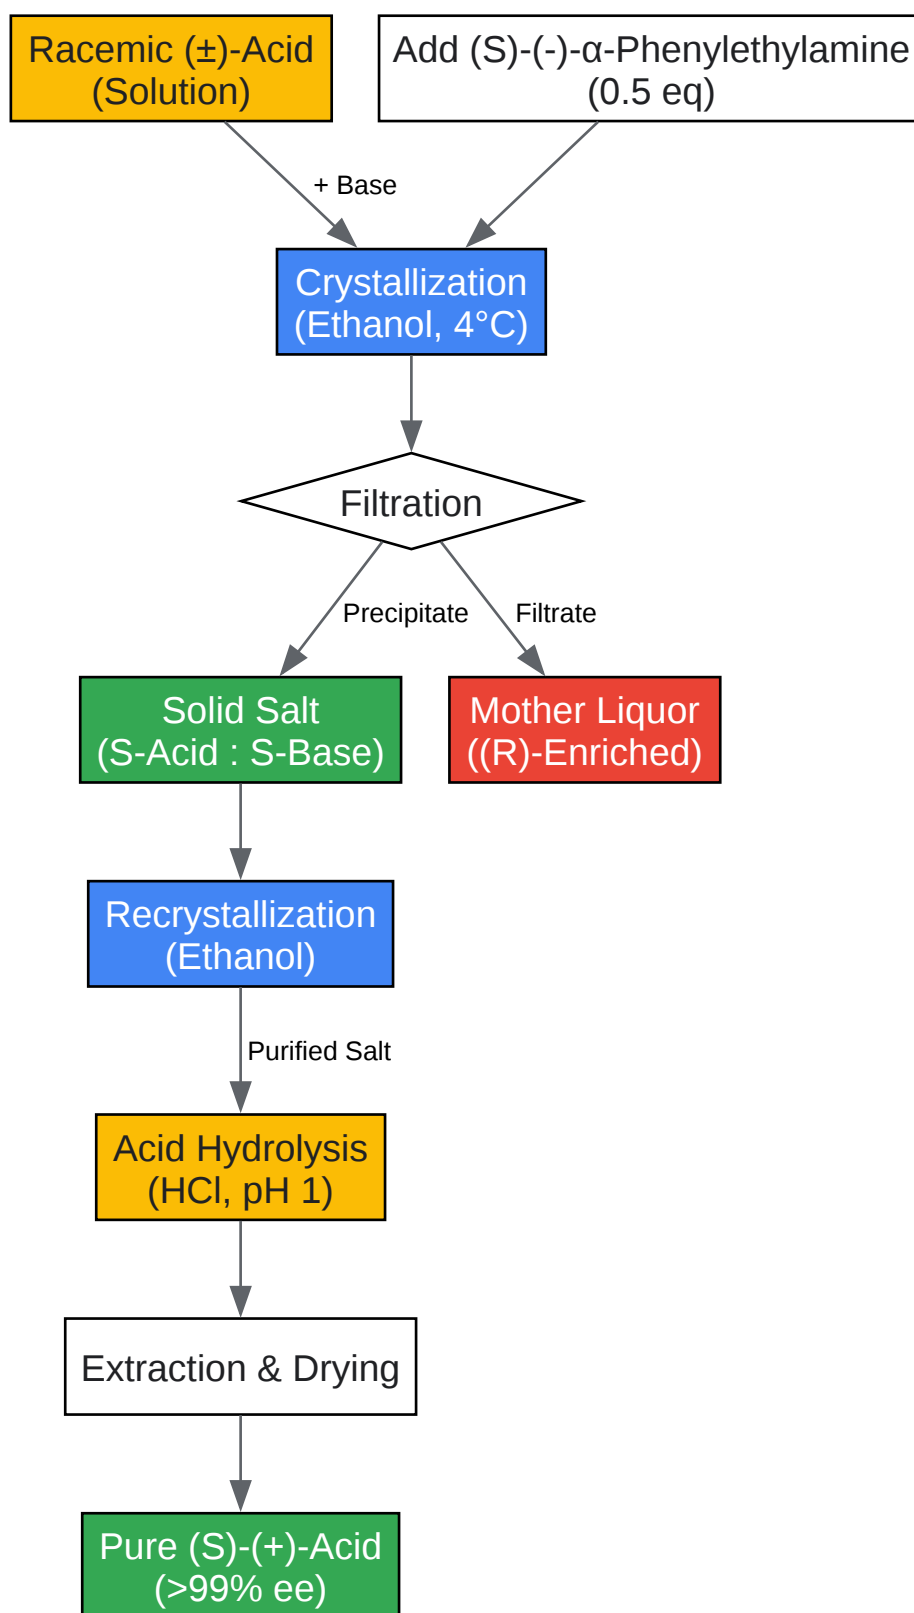 Racemic (±)-Acid
(Solution)
Add (S)-(-)-α-Phenylethylamine
(0.5 eq)
+ Base
Crystallization
(Ethanol, 4°C)
Filtration
Precipitate
Filtrate
Solid Salt
(S-Acid : S-Base)
Mother Liquor
((R)-Enriched)
Recrystallization
(Ethanol)
Purified Salt
Acid Hydrolysis
(HCl, pH 1)
Extraction & Drying
Pure (S)-(+)-Acid
(>99% ee)